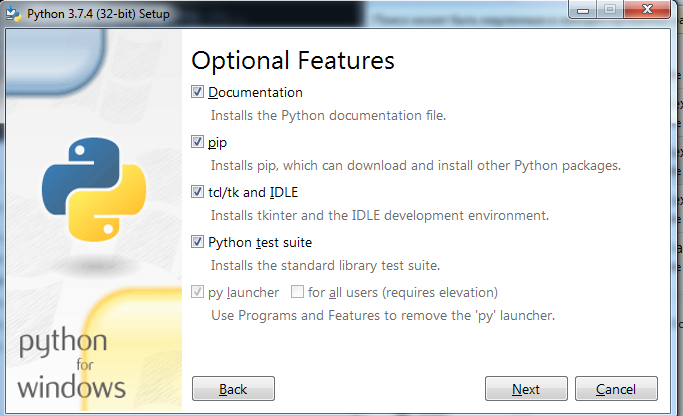 Python 3.7.4 (32-bit) Setup
Optional Features
Documentation
Installs the Python documentation file.
pip
Installs pip, which can download and install other Python packages.
tcl/tk and IDLE
Installs tkinter and the IDLE development environment.
Python test suite
Installs the standard library test suite.
py launcher for all users (requires elevation)
Use Programs and Features to remove the 'py' launcher.
python
for
windows
Back Next Cancel